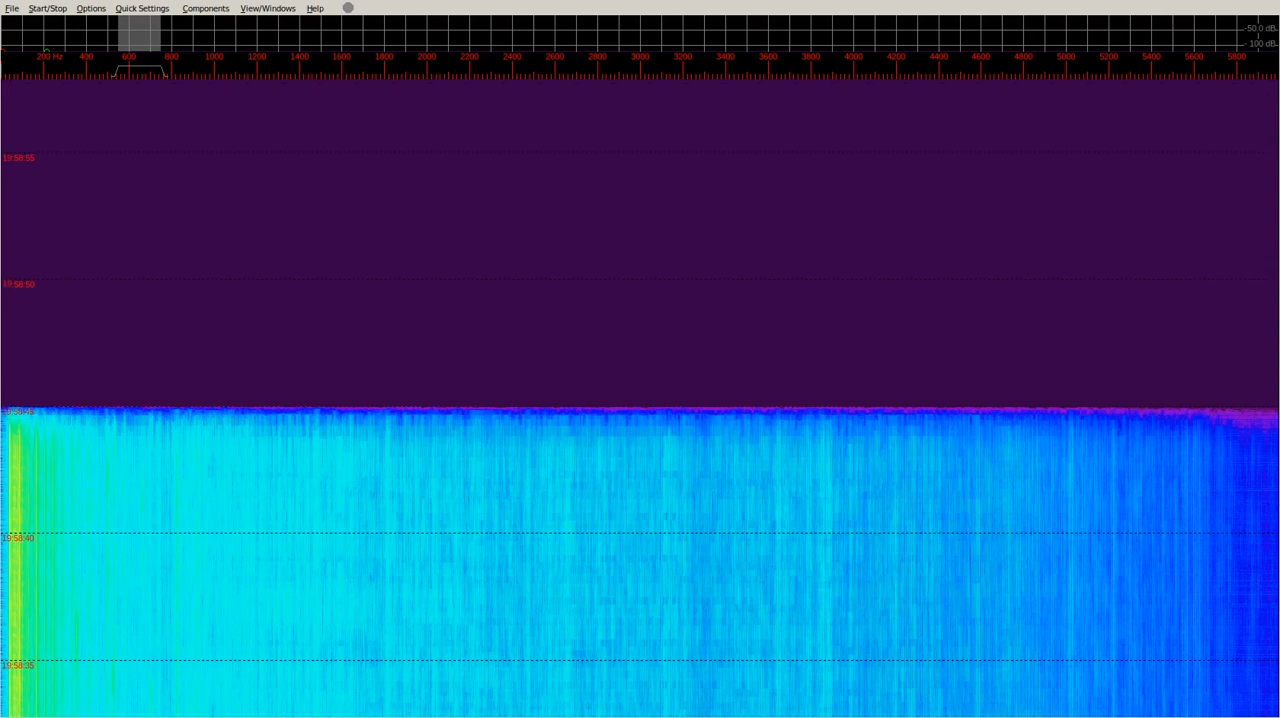 File Start/Stop Options Quick Settings Components View/Windows Help
-50.0 dB
-100 dB
200 Hz 400 600 800 1000 1200 1400 1600 1800 2000 2200 2400 2600 2800 3000 3200 3400 3600 3800 4000 4200 4400 4600 4800 5000 5200 5400 5600 5800
19:58:55
19:58:50
19:58:45
19:58:40
19:58:35